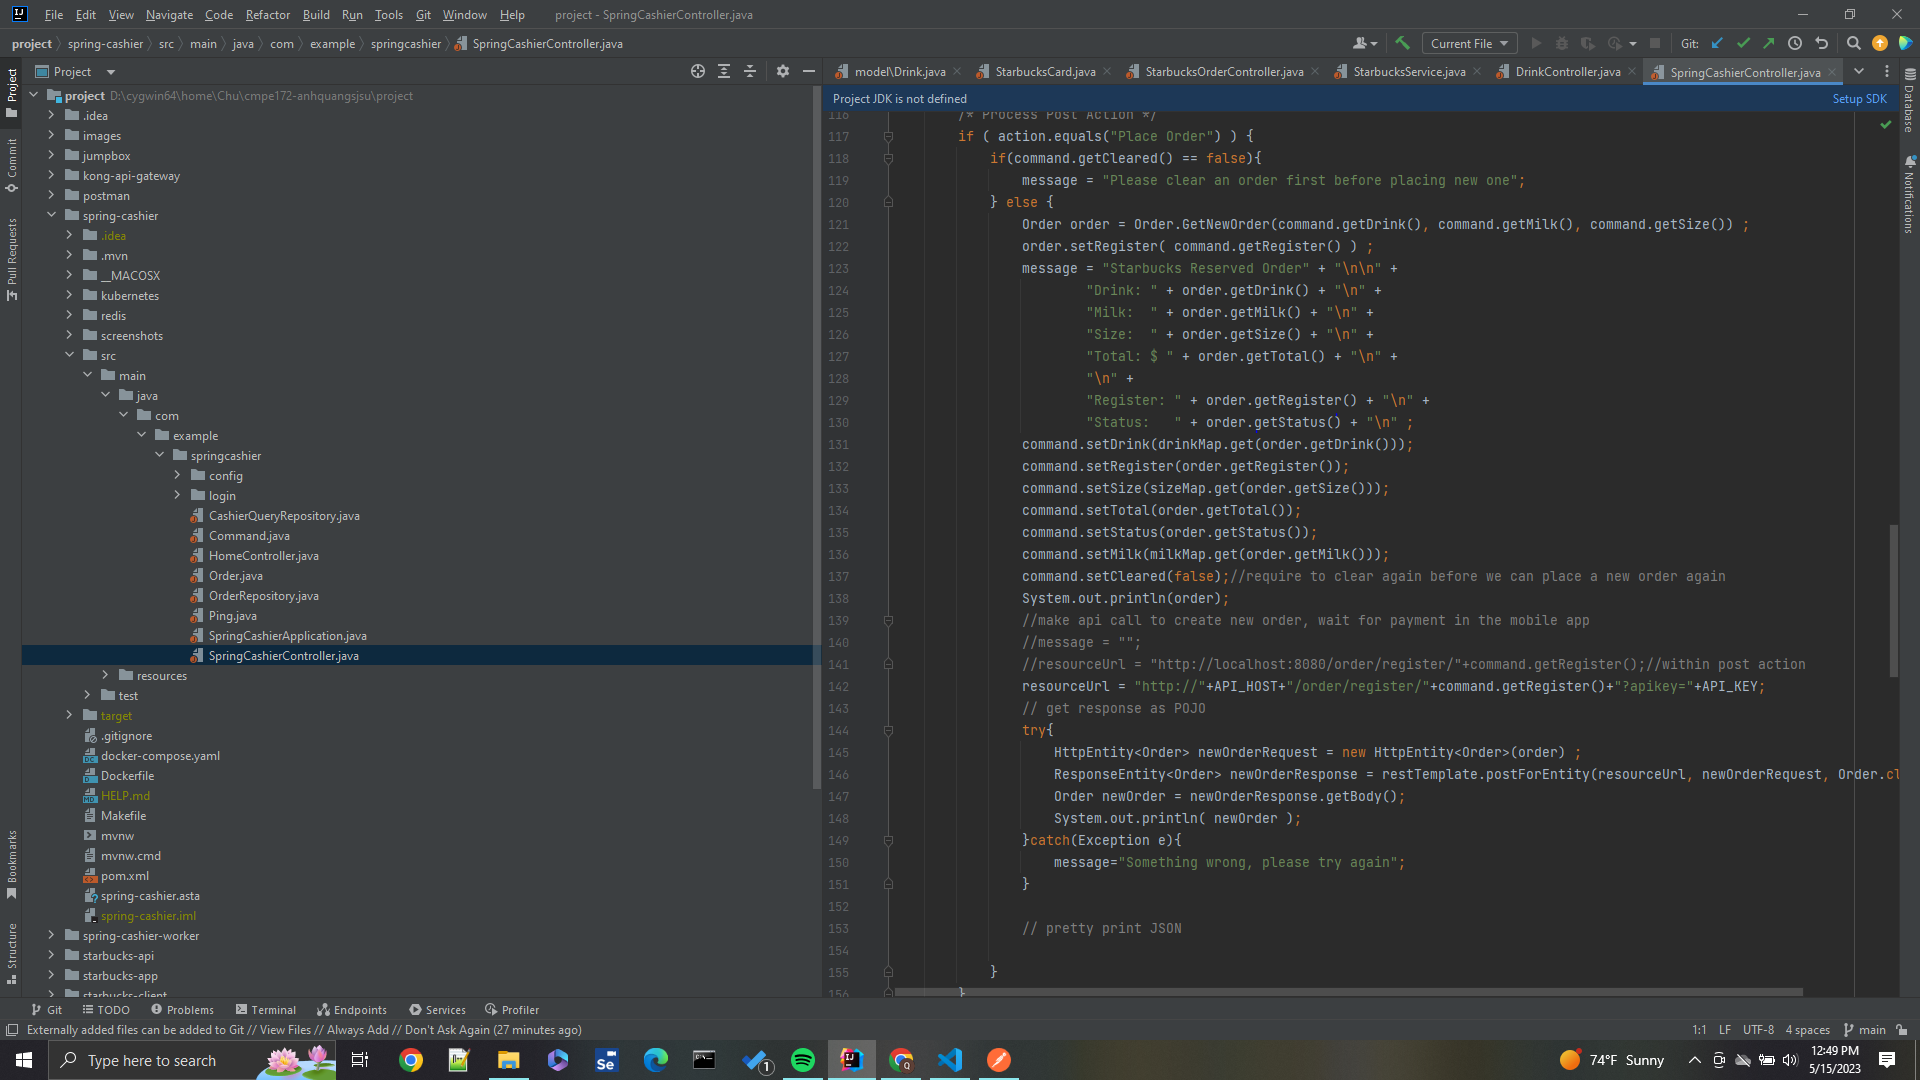 File Edit View Navigate Code Refactor Build Run Tools Git Window Help project - SpringCashierController.java
project spring-cashier src main java com example springcashier SpringCashierController.java Current File Git:
Project
model\Drink.java StarbucksCard.java StarbucksOrderController.java StarbucksService.java DrinkController.java SpringCashierController.java
Project JDK is not defined Setup SDK
Project
Commit
Pull Requests
Bookmarks
Structure
Database
Notifications
project D:\cygwin64\home\Chu\cmpe172-anhquangsjsu\project
.idea
images
jumpbox
kong-api-gateway
postman
spring-cashier
.idea
.mvn
__MACOSX
kubernetes
redis
screenshots
src
main
java
com
example
springcashier
config
login
CashierQueryRepository.java
Command.java
HomeController.java
Order.java
OrderRepository.java
Ping.java
SpringCashierApplication.java
SpringCashierController.java
resources
test
target
.gitignore
docker-compose.yaml
Dockerfile
HELP.md
Makefile
mvnw
mvnw.cmd
pom.xml
spring-cashier.asta
spring-cashier.iml
spring-cashier-worker
starbucks-api
starbucks-app
starbucks-client
116 /* Process Post Action */
117 if ( action.equals("Place Order") ) {
118 if(command.getCleared() == false){
119 message = "Please clear an order first before placing new one";
120 } else {
121 Order order = Order.GetNewOrder(command.getDrink(), command.getMilk(), command.getSize()) ;
122 order.setRegister( command.getRegister() ) ;
123 message = "Starbucks Reserved Order" + "\n\n" +
124 "Drink: " + order.getDrink() + "\n" +
125 "Milk:  " + order.getMilk() + "\n" +
126 "Size:  " + order.getSize() + "\n" +
127 "Total: $ " + order.getTotal() + "\n" +
128 "\n" +
129 "Register: " + order.getRegister() + "\n" +
130 "Status:   " + order.getStatus() + "\n" ;
131 command.setDrink(drinkMap.get(order.getDrink()));
132 command.setRegister(order.getRegister());
133 command.setSize(sizeMap.get(order.getSize()));
134 command.setTotal(order.getTotal());
135 command.setStatus(order.getStatus());
136 command.setMilk(milkMap.get(order.getMilk()));
137 command.setCleared(false);//require to clear again before we can place a new order again
138 System.out.println(order);
139 //make api call to create new order, wait for payment in the mobile app
140 //message = "";
141 //resourceUrl = "http://localhost:8080/order/register/"+command.getRegister();//within post action
142 resourceUrl = "http://"+API_HOST+"/order/register/"+command.getRegister()+"?apikey="+API_KEY;
143 // get response as POJO
144 try{
145 HttpEntity<Order> newOrderRequest = new HttpEntity<Order>(order) ;
146 ResponseEntity<Order> newOrderResponse = restTemplate.postForEntity(resourceUrl, newOrderRequest, Order.cl
147 Order newOrder = newOrderResponse.getBody();
148 System.out.println( newOrder );
149 }catch(Exception e){
150 message="Something wrong, please try again";
151 }
152
153 // pretty print JSON
154
155 }
156 }
Git TODO Problems Terminal Endpoints Services Profiler
Externally added files can be added to Git // View Files // Always Add // Don't Ask Again (27 minutes ago) 1:1 LF UTF-8 4 spaces main
Type here to search Se 1 74°F Sunny 12:49 PM
5/15/2023